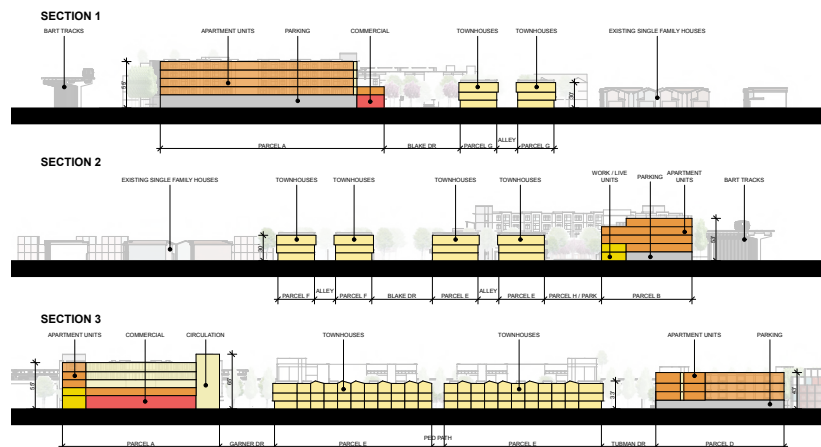 SECTION 1
BART TRACKS APARTMENT UNITS PARKING COMMERCIAL TOWNHOUSES TOWNHOUSES EXISTING SINGLE FAMILY HOUSES
30'
PARCEL A BLAKE DR PARCEL G ALLEY PARCEL G
SECTION 2
EXISTING SINGLE FAMILY HOUSES TOWNHOUSES TOWNHOUSES TOWNHOUSES TOWNHOUSES WORK / LIVE UNITS PARKING APARTMENT UNITS BART TRACKS
30'
PARCEL F ALLEY PARCEL F BLAKE DR PARCEL E ALLEY PARCEL E PARCEL H / PARK PARCEL B
SECTION 3
APARTMENT UNITS COMMERCIAL CIRCULATION TOWNHOUSES TOWNHOUSES APARTMENT UNITS PARKING
PARCEL A GARNER DR PARCEL E PED PATH PARCEL E TUBMAN DR PARCEL D